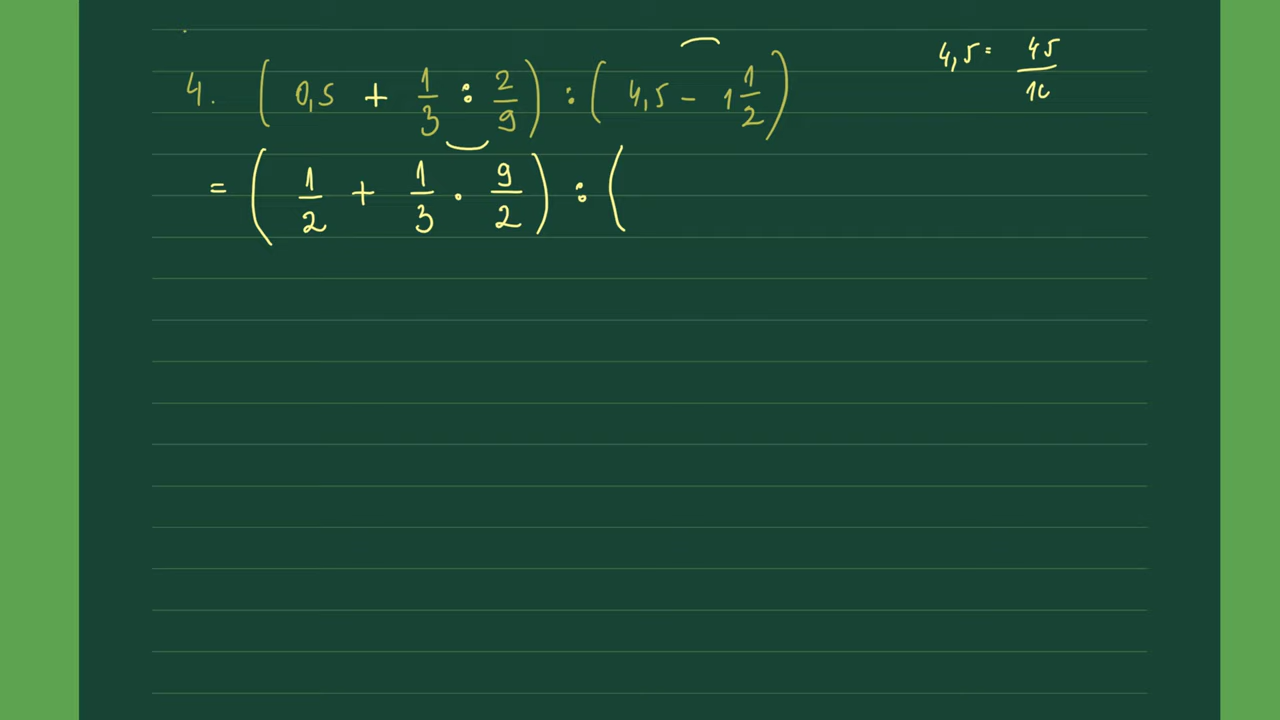 4. (0,5 + 1/3 : 2/9) : (4,5 - 1 1/2)
4,5 = 45/10
= (1/2 + 1/3 . 9/2) : (